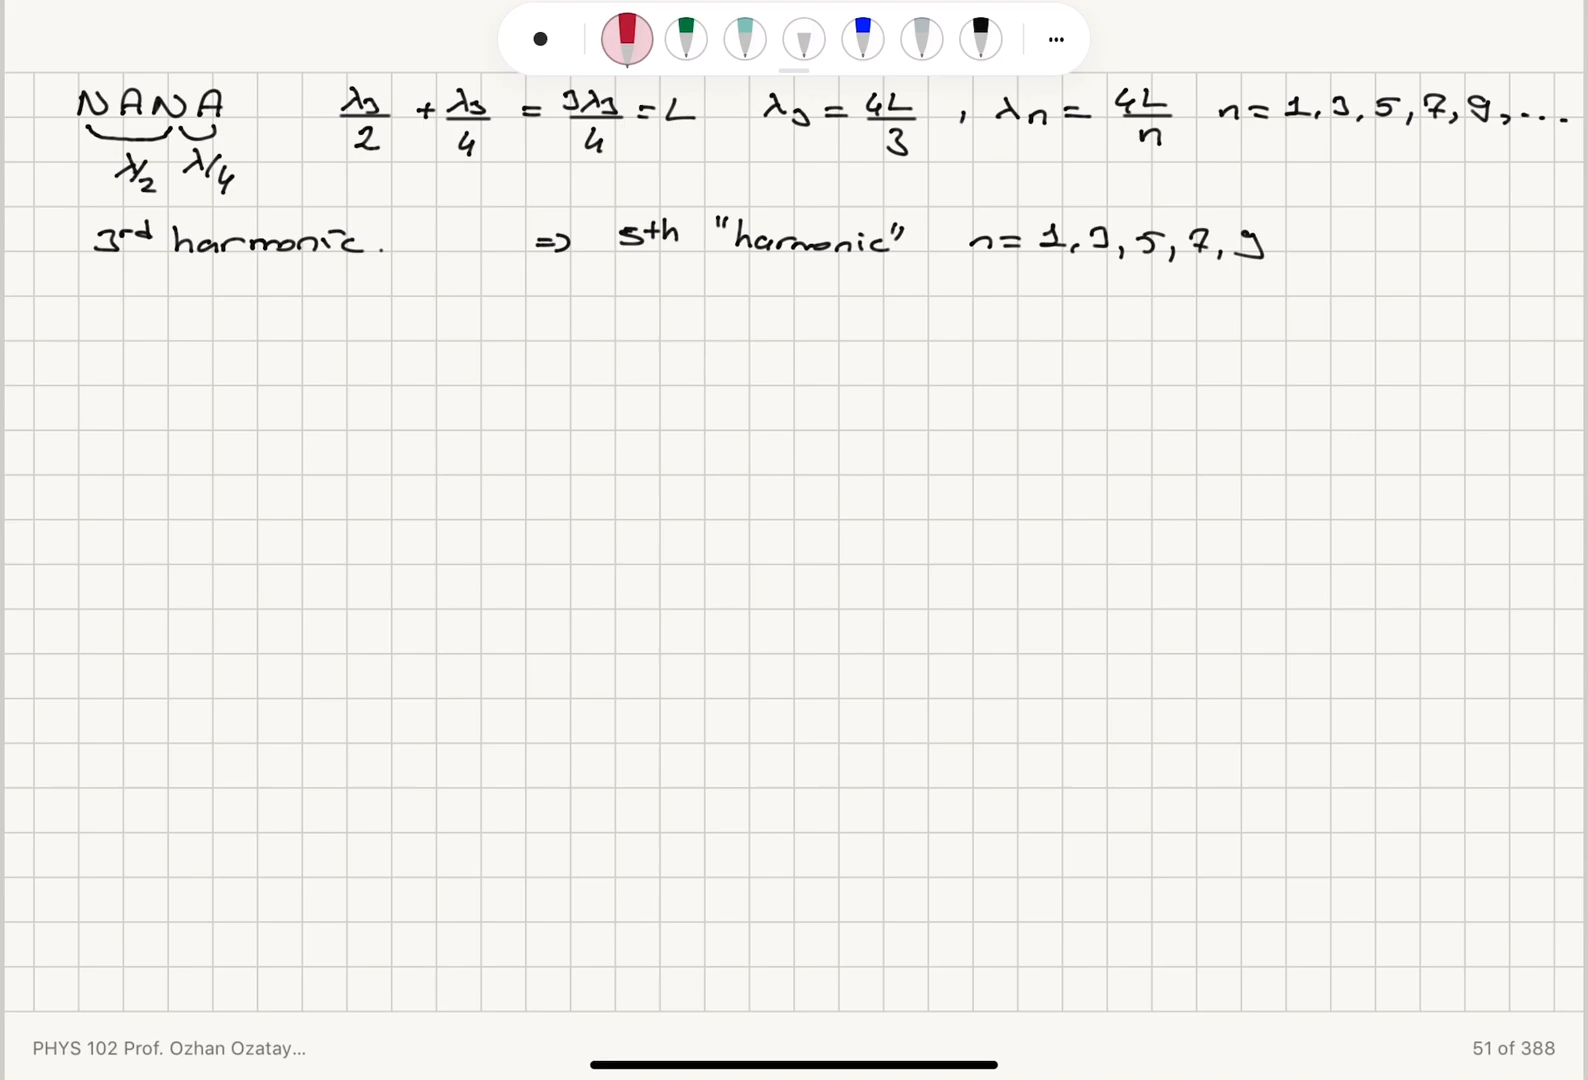 NANA λ₃/2 + λ₃/4 = 3λ₃/4 = L λ₃ = 4L/3 , λn = 4L/n n = 1, 3, 5, 7, 9, ...
λ/2 λ/4
3rd harmonic. ⇒ 5th "harmonic" n = 1, 3, 5, 7, 9
PHYS 102 Prof. Ozhan Ozatay... 51 of 388